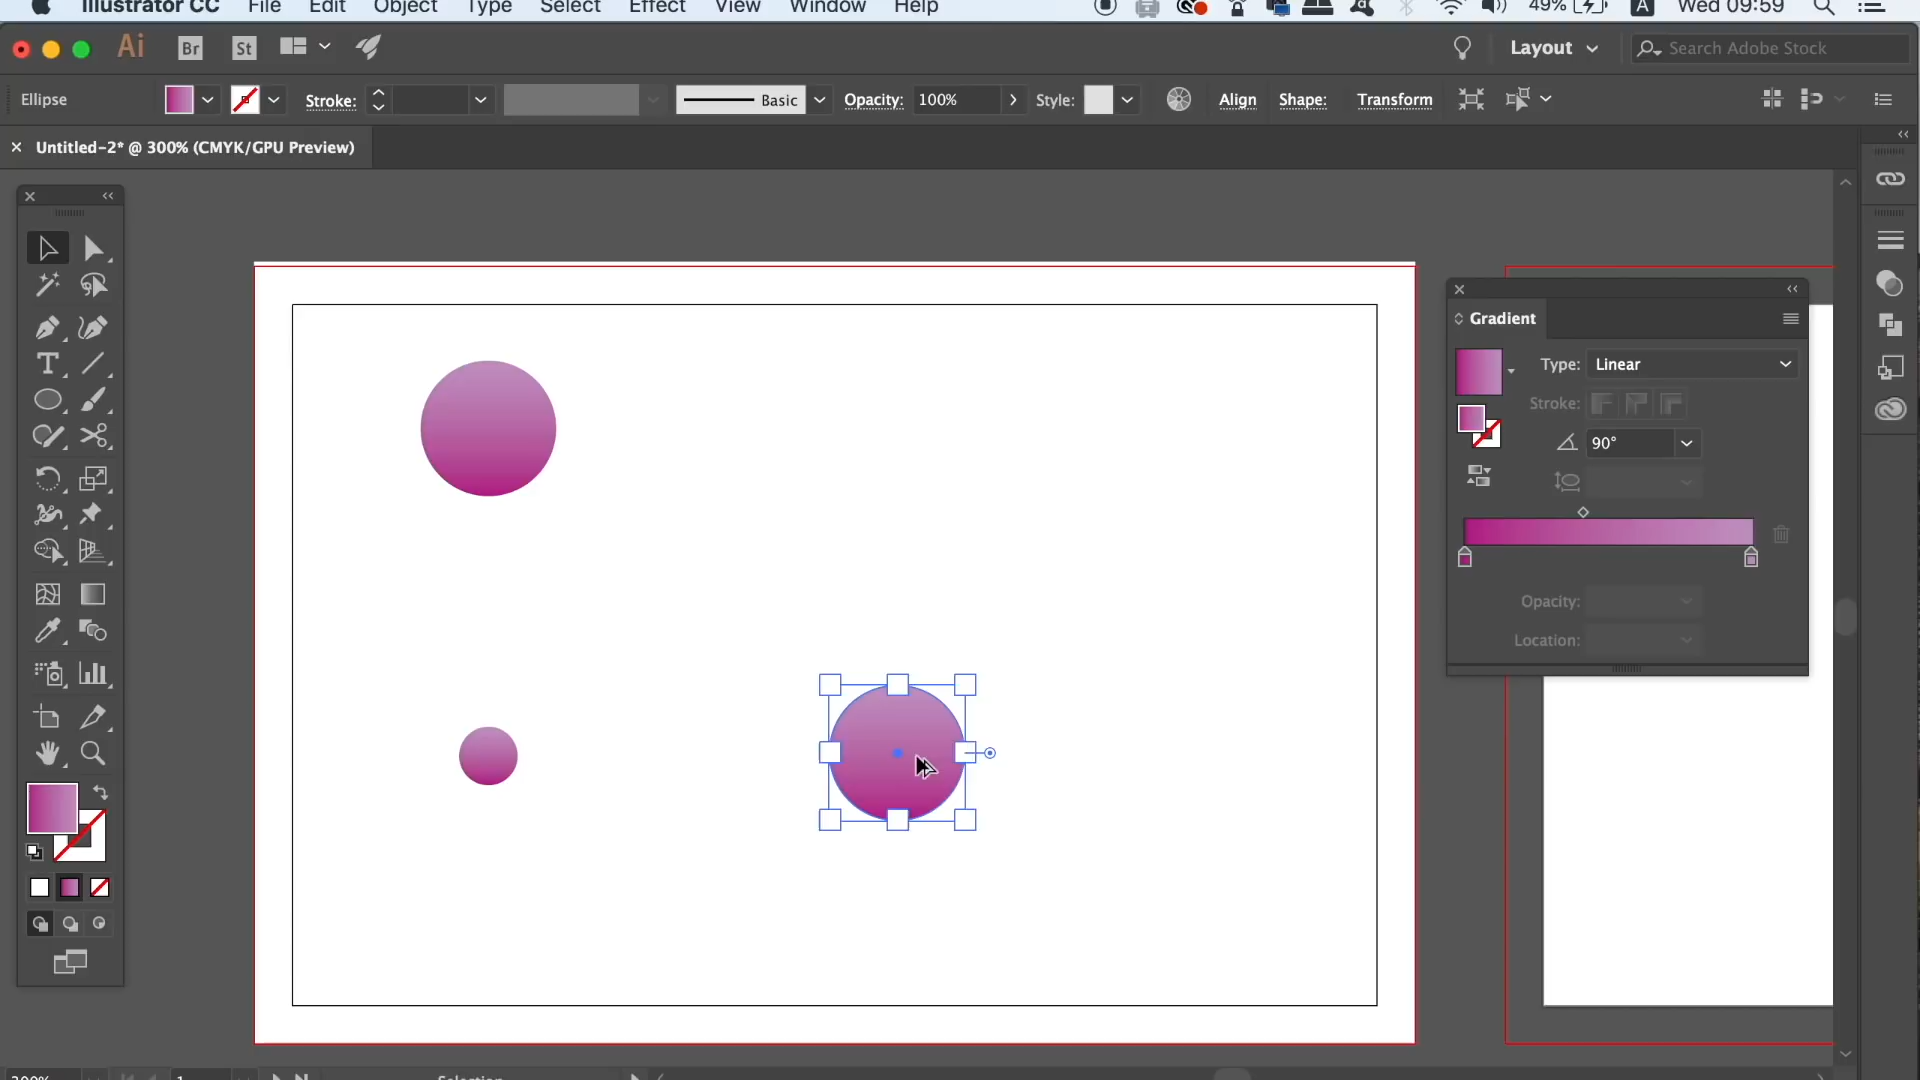 Illustrator CC File Edit Object Type Select Effect View Window Help 49% A Wed 09:59
Ai Br St Layout Search Adobe Stock
Ellipse Stroke: Basic Opacity: 100% Style: Align Shape: Transform
Untitled-2* @ 300% (CMYK/GPU Preview)
Gradient
Type: Linear
Stroke:
90°
Opacity:
Location:
300% 1 Selection